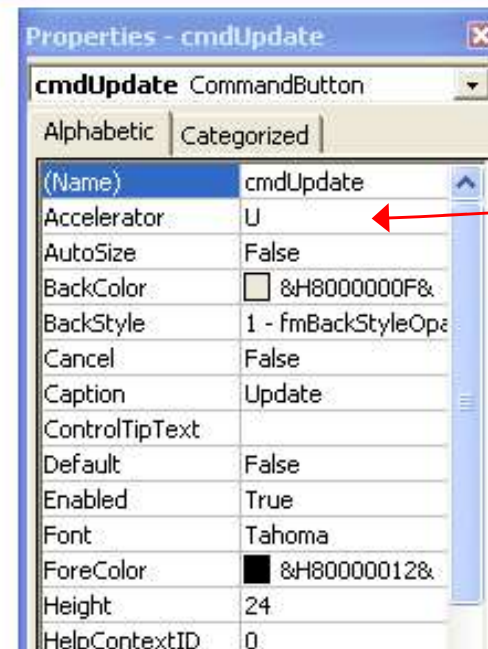 Properties - cmdUpdate
cmdUpdate CommandButton
Alphabetic Categorized
(Name) cmdUpdate
Accelerator U
AutoSize False
BackColor &H8000000F&
BackStyle 1 - fmBackStyleOpa
Cancel False
Caption Update
ControlTipText
Default False
Enabled True
Font Tahoma
ForeColor &H80000012&
Height 24
HelpContextID 0